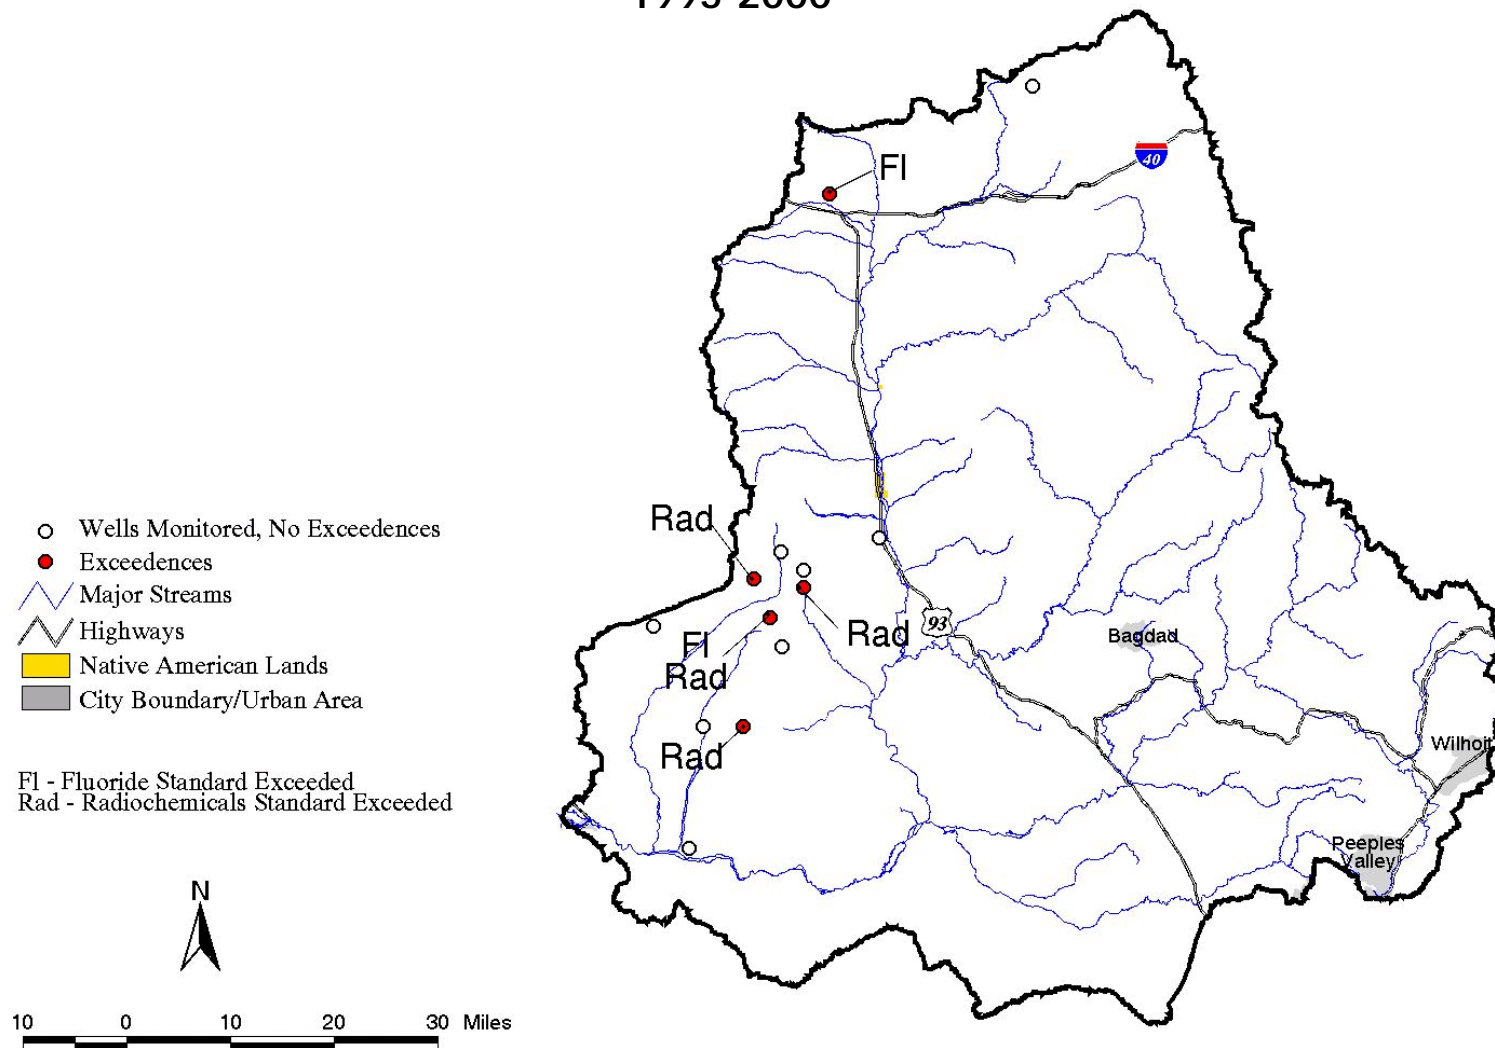 1995-2000
Fl
40
Rad
Wells Monitored, No Exceedences
Exceedences
Major Streams
Highways
Native American Lands
City Boundary/Urban Area
93
Rad
Bagdad
Fl
Rad
Rad
Wilhoit
Fl - Fluoride Standard Exceeded
Rad - Radiochemicals Standard Exceeded
Peeples
Valley
N
10 0 10 20 30 Miles